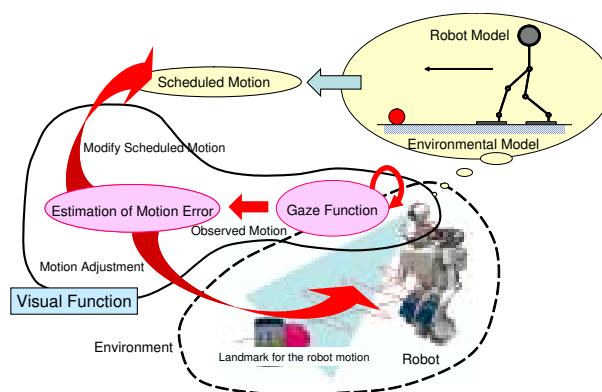 Robot Model
Scheduled Motion
Environmental Model
Modify Scheduled Motion
Estimation of Motion Error
Gaze Function
Observed Motion
Motion Adjustment
Visual Function
Environment
Landmark for the robot motion
Robot